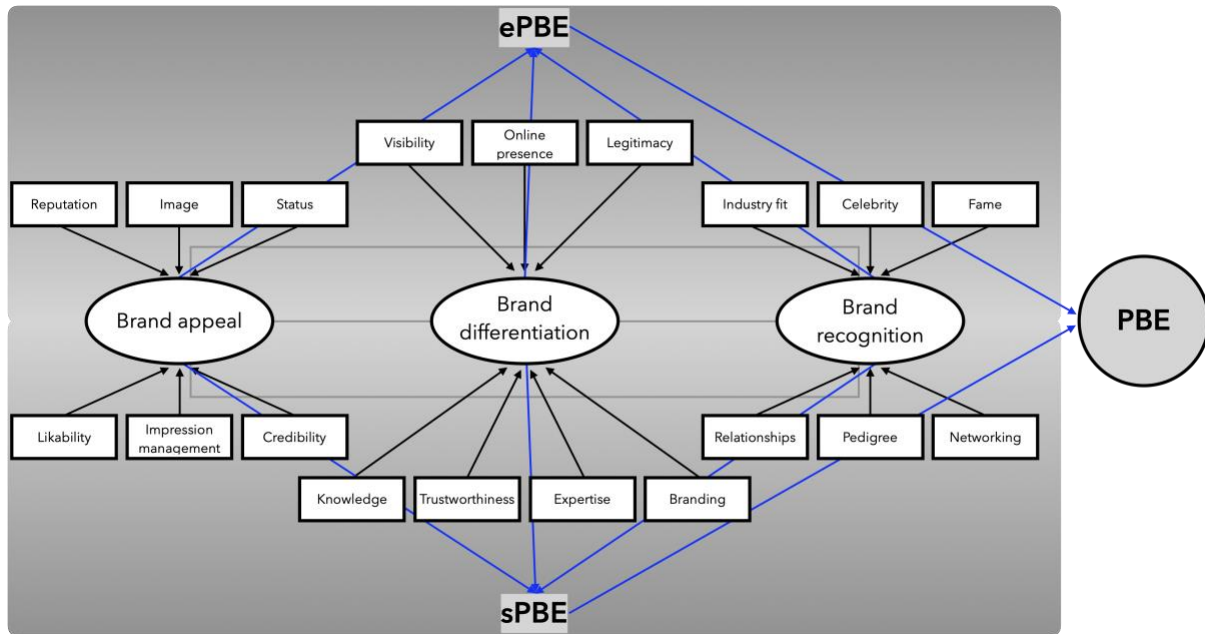 ePBE
Visibility
Online
presence
Legitimacy
Reputation
Image
Status
Industry fit
Celebrity
Fame
Brand appeal
Brand
differentiation
Brand
recognition
PBE
Likability
Impression
management
Credibility
Relationships
Pedigree
Networking
Knowledge
Trustworthiness
Expertise
Branding
sPBE